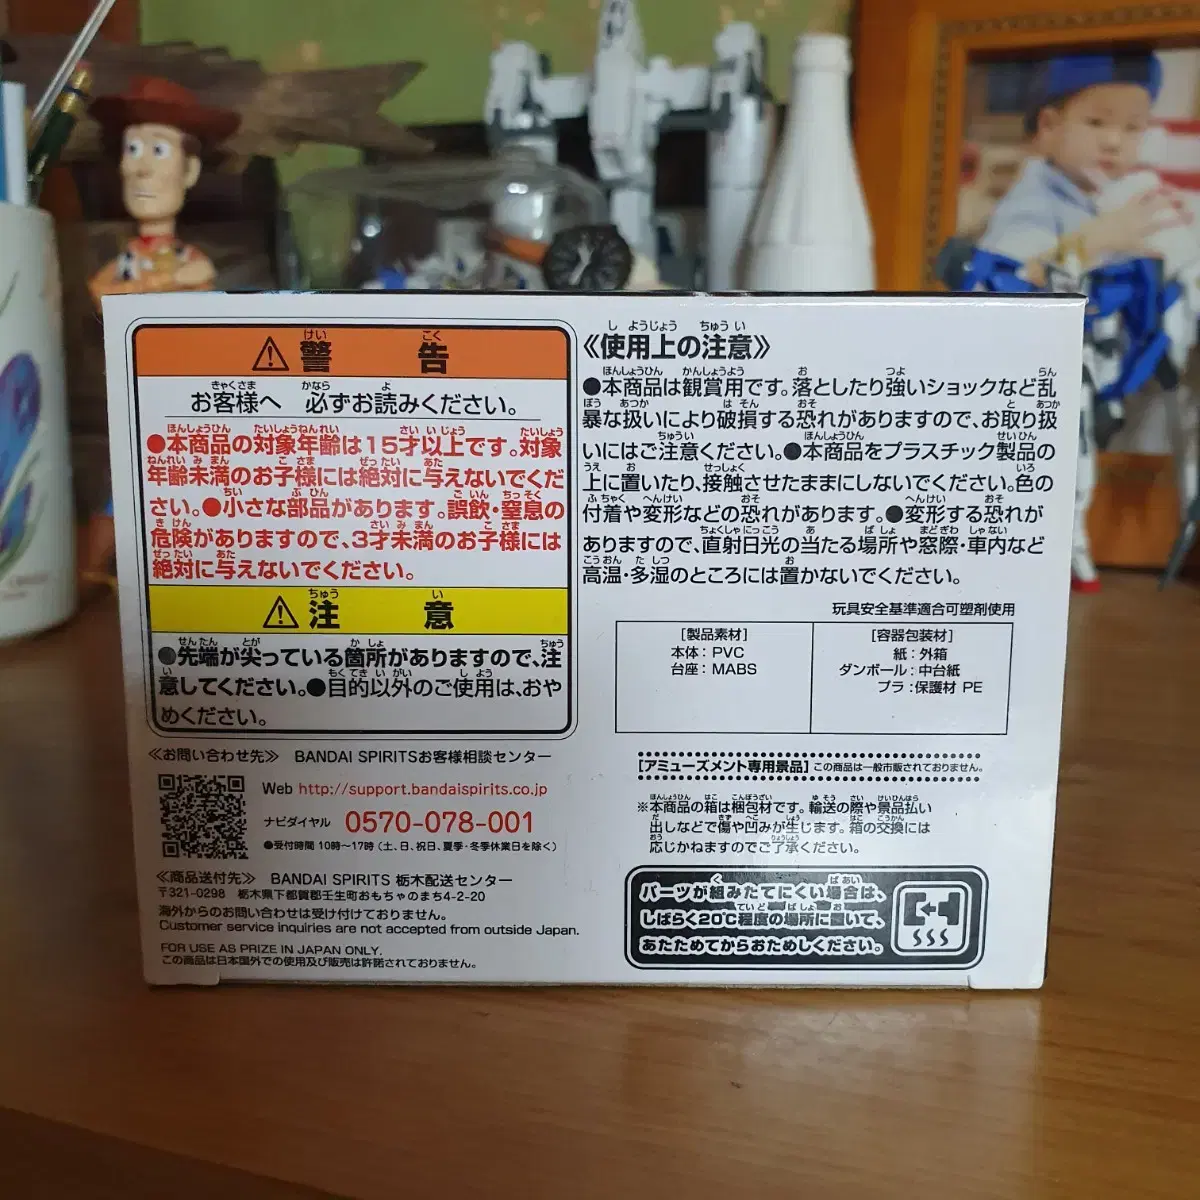 警告
お客様へ 必ずお読みください。
●本商品の対象年齢は15才以上です。対象
年齢未満のお子様には絶対に与えないでくだ
さい。●小さな部品があります。誤飲・窒息の
危険がありますので、3才未満のお子様には
絶対に与えないでください。
注意
●先端が尖っている箇所がありますので、注
意してください。●目的以外のご使用は、おや
めください。
≪お問い合わせ先≫ BANDAI SPIRITSお客様相談センター
Web http://support.bandaispirits.co.jp
ナビダイヤル 0570-078-001
●受付時間 10時〜17時(土、日、祝日、夏季・冬季休業日を除く)
≪商品送付先≫ BANDAI SPIRITS 栃木配送センター
〒321-0298 栃木県下都賀郡壬生町おもちゃのまち4-2-20
海外からのお問い合わせは受け付けておりません。
Customer service inquiries are not accepted from outside Japan.
FOR USE AS PRIZE IN JAPAN ONLY.
この商品は日本国外での使用及び販売は許諾されておりません。
≪使用上の注意≫
●本商品は観賞用です。落としたり強いショックなど乱
暴な扱いにより破損する恐れがありますので、お取り扱
いにはご注意ください。●本商品をプラスチック製品の
上に置いたり、接触させたままにしないでください。色の
付着や変形などの恐れがあります。●変形する恐れが
ありますので、直射日光の当たる場所や窓際・車内など
高温・多湿のところには置かないでください。
玩具安全基準適合可塑剤使用
[製品素材]
本体:PVC
台座:MABS
[容器包装材]
紙:外箱
ダンボール:中台紙
プラ:保護材 PE
[アミューズメント専用景品] この商品は一般市販されておりません。
※本商品の箱は梱包材です。輸送の際や景品払い
出しなどで傷や凹みが生じます。箱の交換には
応じかねますのでご了承ください。
パーツが組みたてにくい場合は、
しばらく20℃程度の場所に置いて、
あたためてからおためしください。